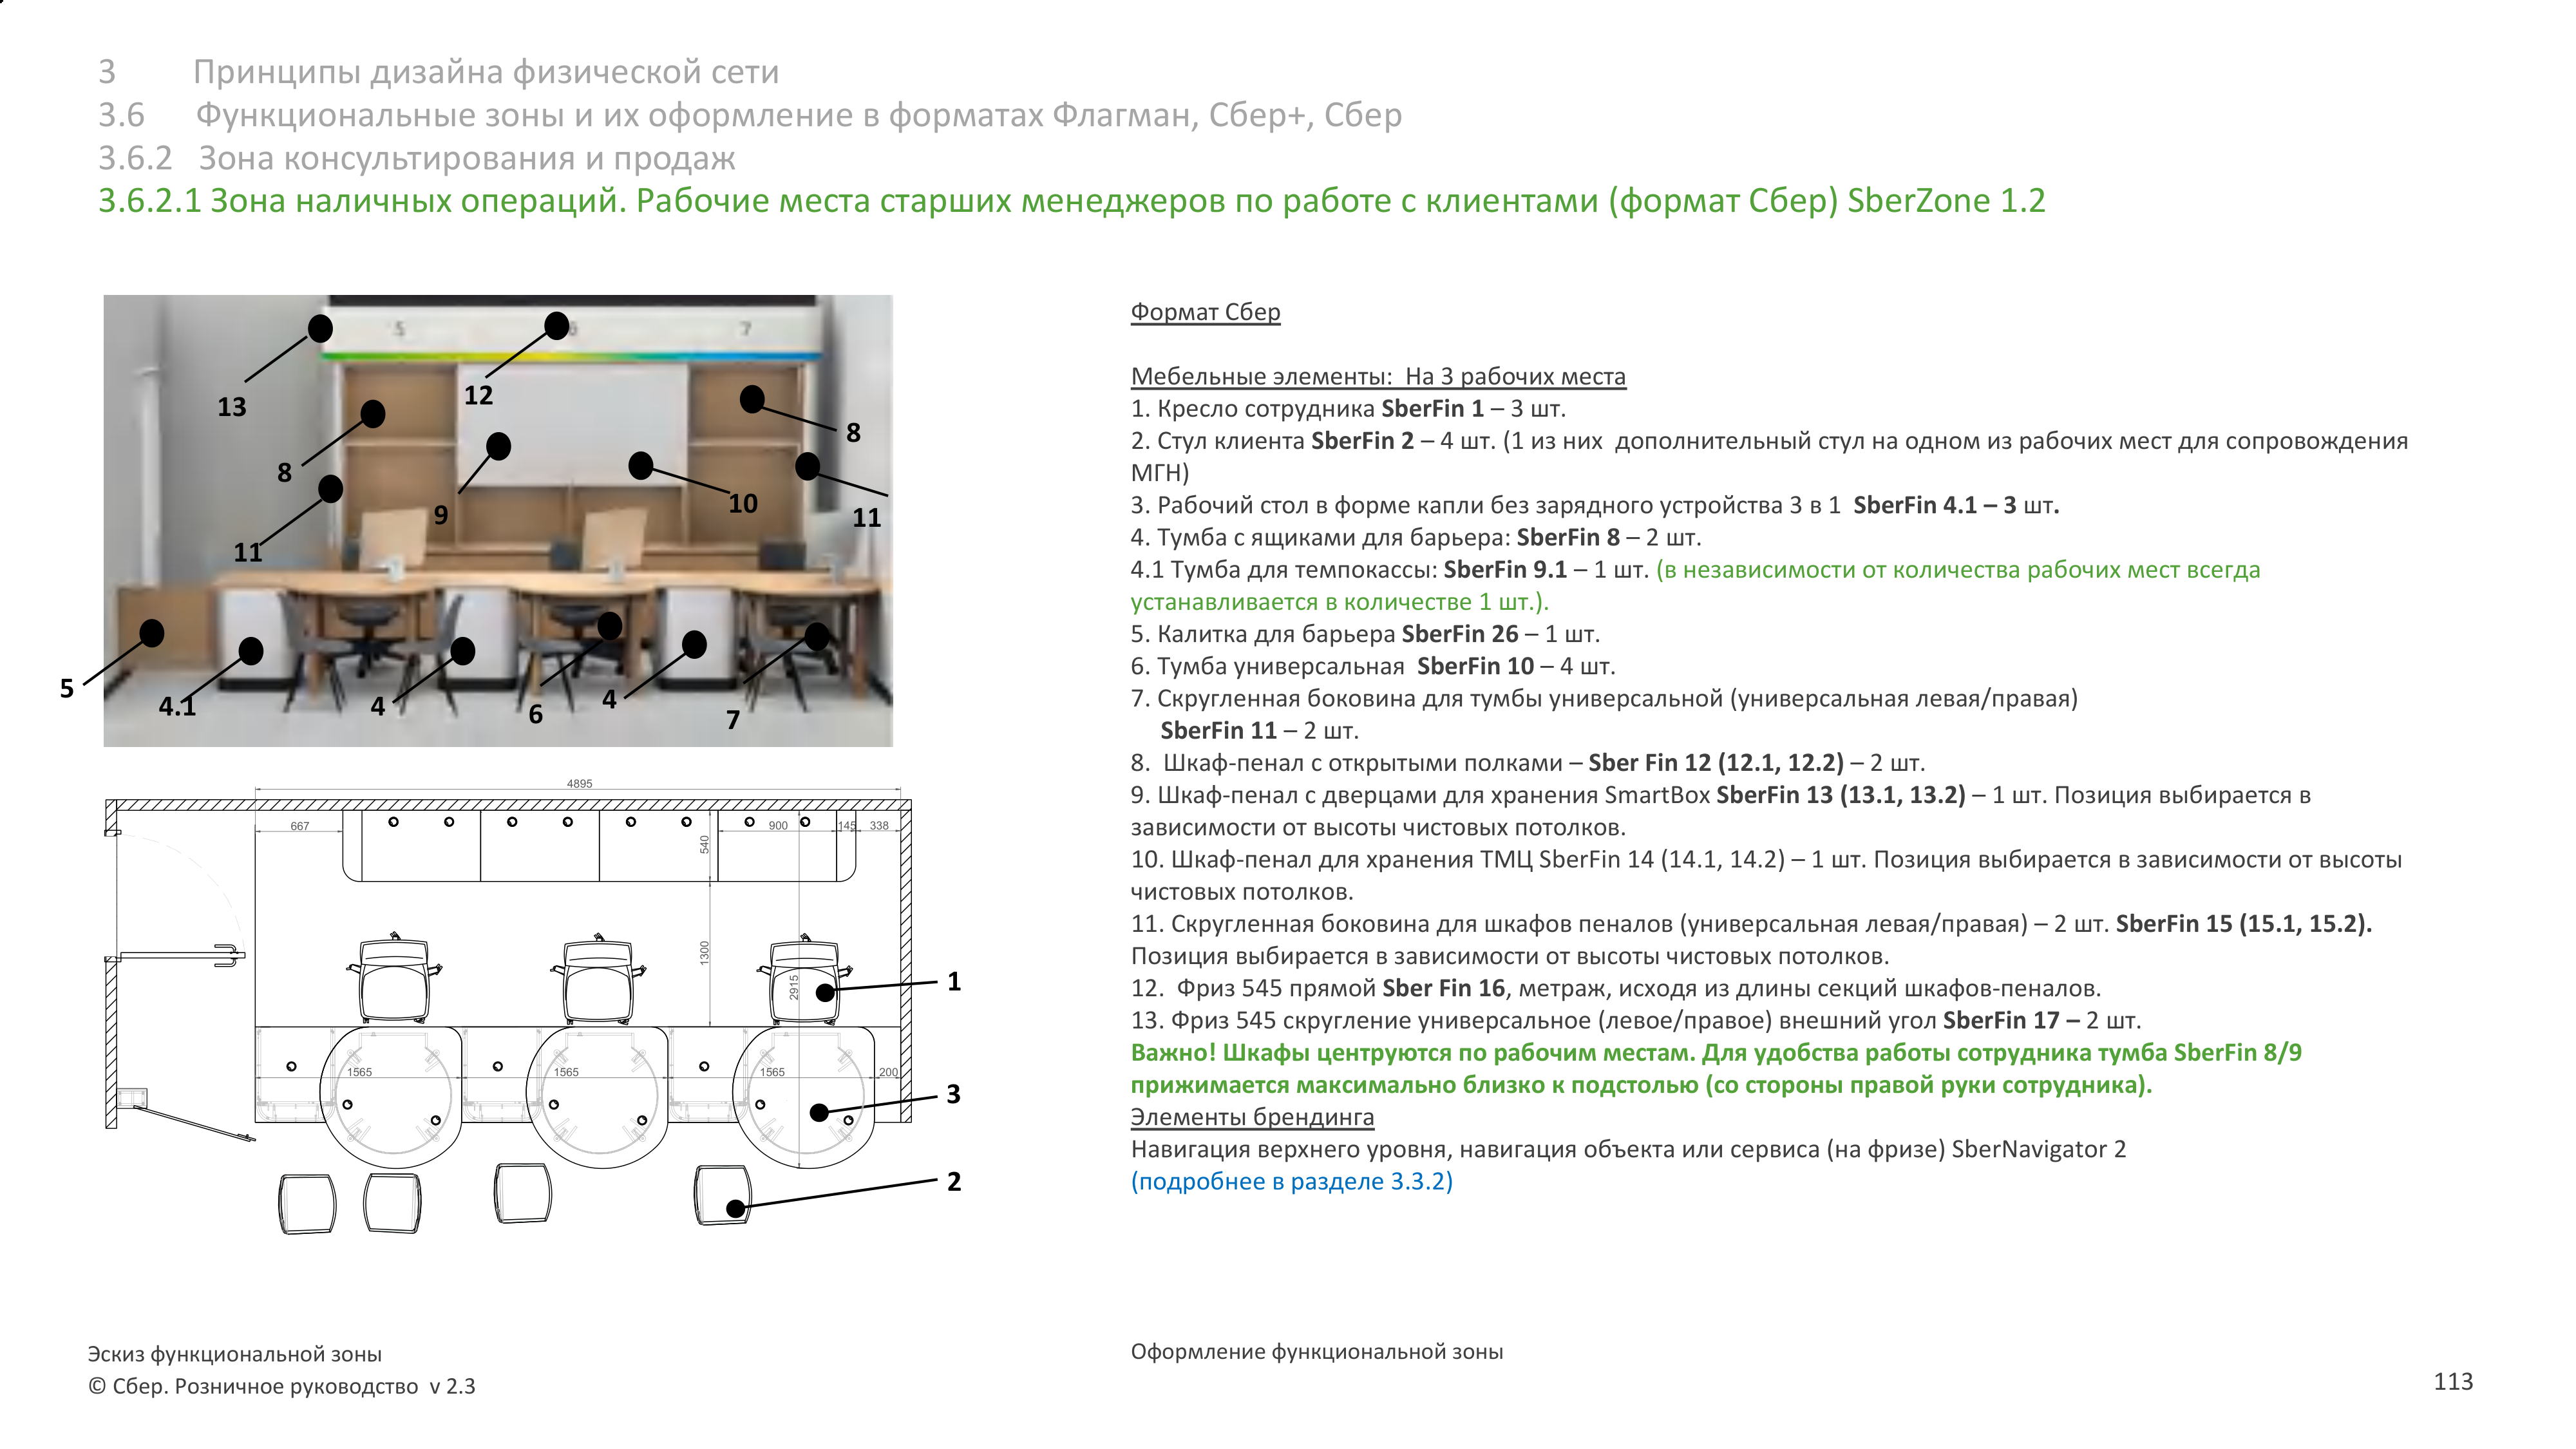 3 Принципы дизайна физической сети
3.6 Функциональные зоны и их оформление в форматах Флагман, Сбер+, Сбер
3.6.2 Зона консультирования и продаж
3.6.2.1 Зона наличных операций. Рабочие места старших менеджеров по работе с клиентами (формат Сбер) SberZone 1.2
5
6
7
13
12
8
8
9
10
11
11
5
4.1
4
6
4
7
4895
667
900
145
338
540
1300
2915
1
1565
1565
1565
200
3
2
Формат Сбер
Мебельные элементы: На 3 рабочих места
1. Кресло сотрудника SberFin 1 – 3 шт.
2. Стул клиента SberFin 2 – 4 шт. (1 из них дополнительный стул на одном из рабочих мест для сопровождения
МГН)
3. Рабочий стол в форме капли без зарядного устройства 3 в 1 SberFin 4.1 – 3 шт.
4. Тумба с ящиками для барьера: SberFin 8 – 2 шт.
4.1 Тумба для темпокассы: SberFin 9.1 – 1 шт. (в независимости от количества рабочих мест всегда
устанавливается в количестве 1 шт.).
5. Калитка для барьера SberFin 26 – 1 шт.
6. Тумба универсальная SberFin 10 – 4 шт.
7. Скругленная боковина для тумбы универсальной (универсальная левая/правая)
SberFin 11 – 2 шт.
8. Шкаф-пенал с открытыми полками – Sber Fin 12 (12.1, 12.2) – 2 шт.
9. Шкаф-пенал с дверцами для хранения SmartBox SberFin 13 (13.1, 13.2) – 1 шт. Позиция выбирается в
зависимости от высоты чистовых потолков.
10. Шкаф-пенал для хранения ТМЦ SberFin 14 (14.1, 14.2) – 1 шт. Позиция выбирается в зависимости от высоты
чистовых потолков.
11. Скругленная боковина для шкафов пеналов (универсальная левая/правая) – 2 шт. SberFin 15 (15.1, 15.2).
Позиция выбирается в зависимости от высоты чистовых потолков.
12. Фриз 545 прямой Sber Fin 16, метраж, исходя из длины секций шкафов-пеналов.
13. Фриз 545 скругление универсальное (левое/правое) внешний угол SberFin 17 – 2 шт.
Важно! Шкафы центруются по рабочим местам. Для удобства работы сотрудника тумба SberFin 8/9
прижимается максимально близко к подстолью (со стороны правой руки сотрудника).
Элементы брендинга
Навигация верхнего уровня, навигация объекта или сервиса (на фризе) SberNavigator 2
(подробнее в разделе 3.3.2)
Эскиз функциональной зоны
© Сбер. Розничное руководство v 2.3
Оформление функциональной зоны
113